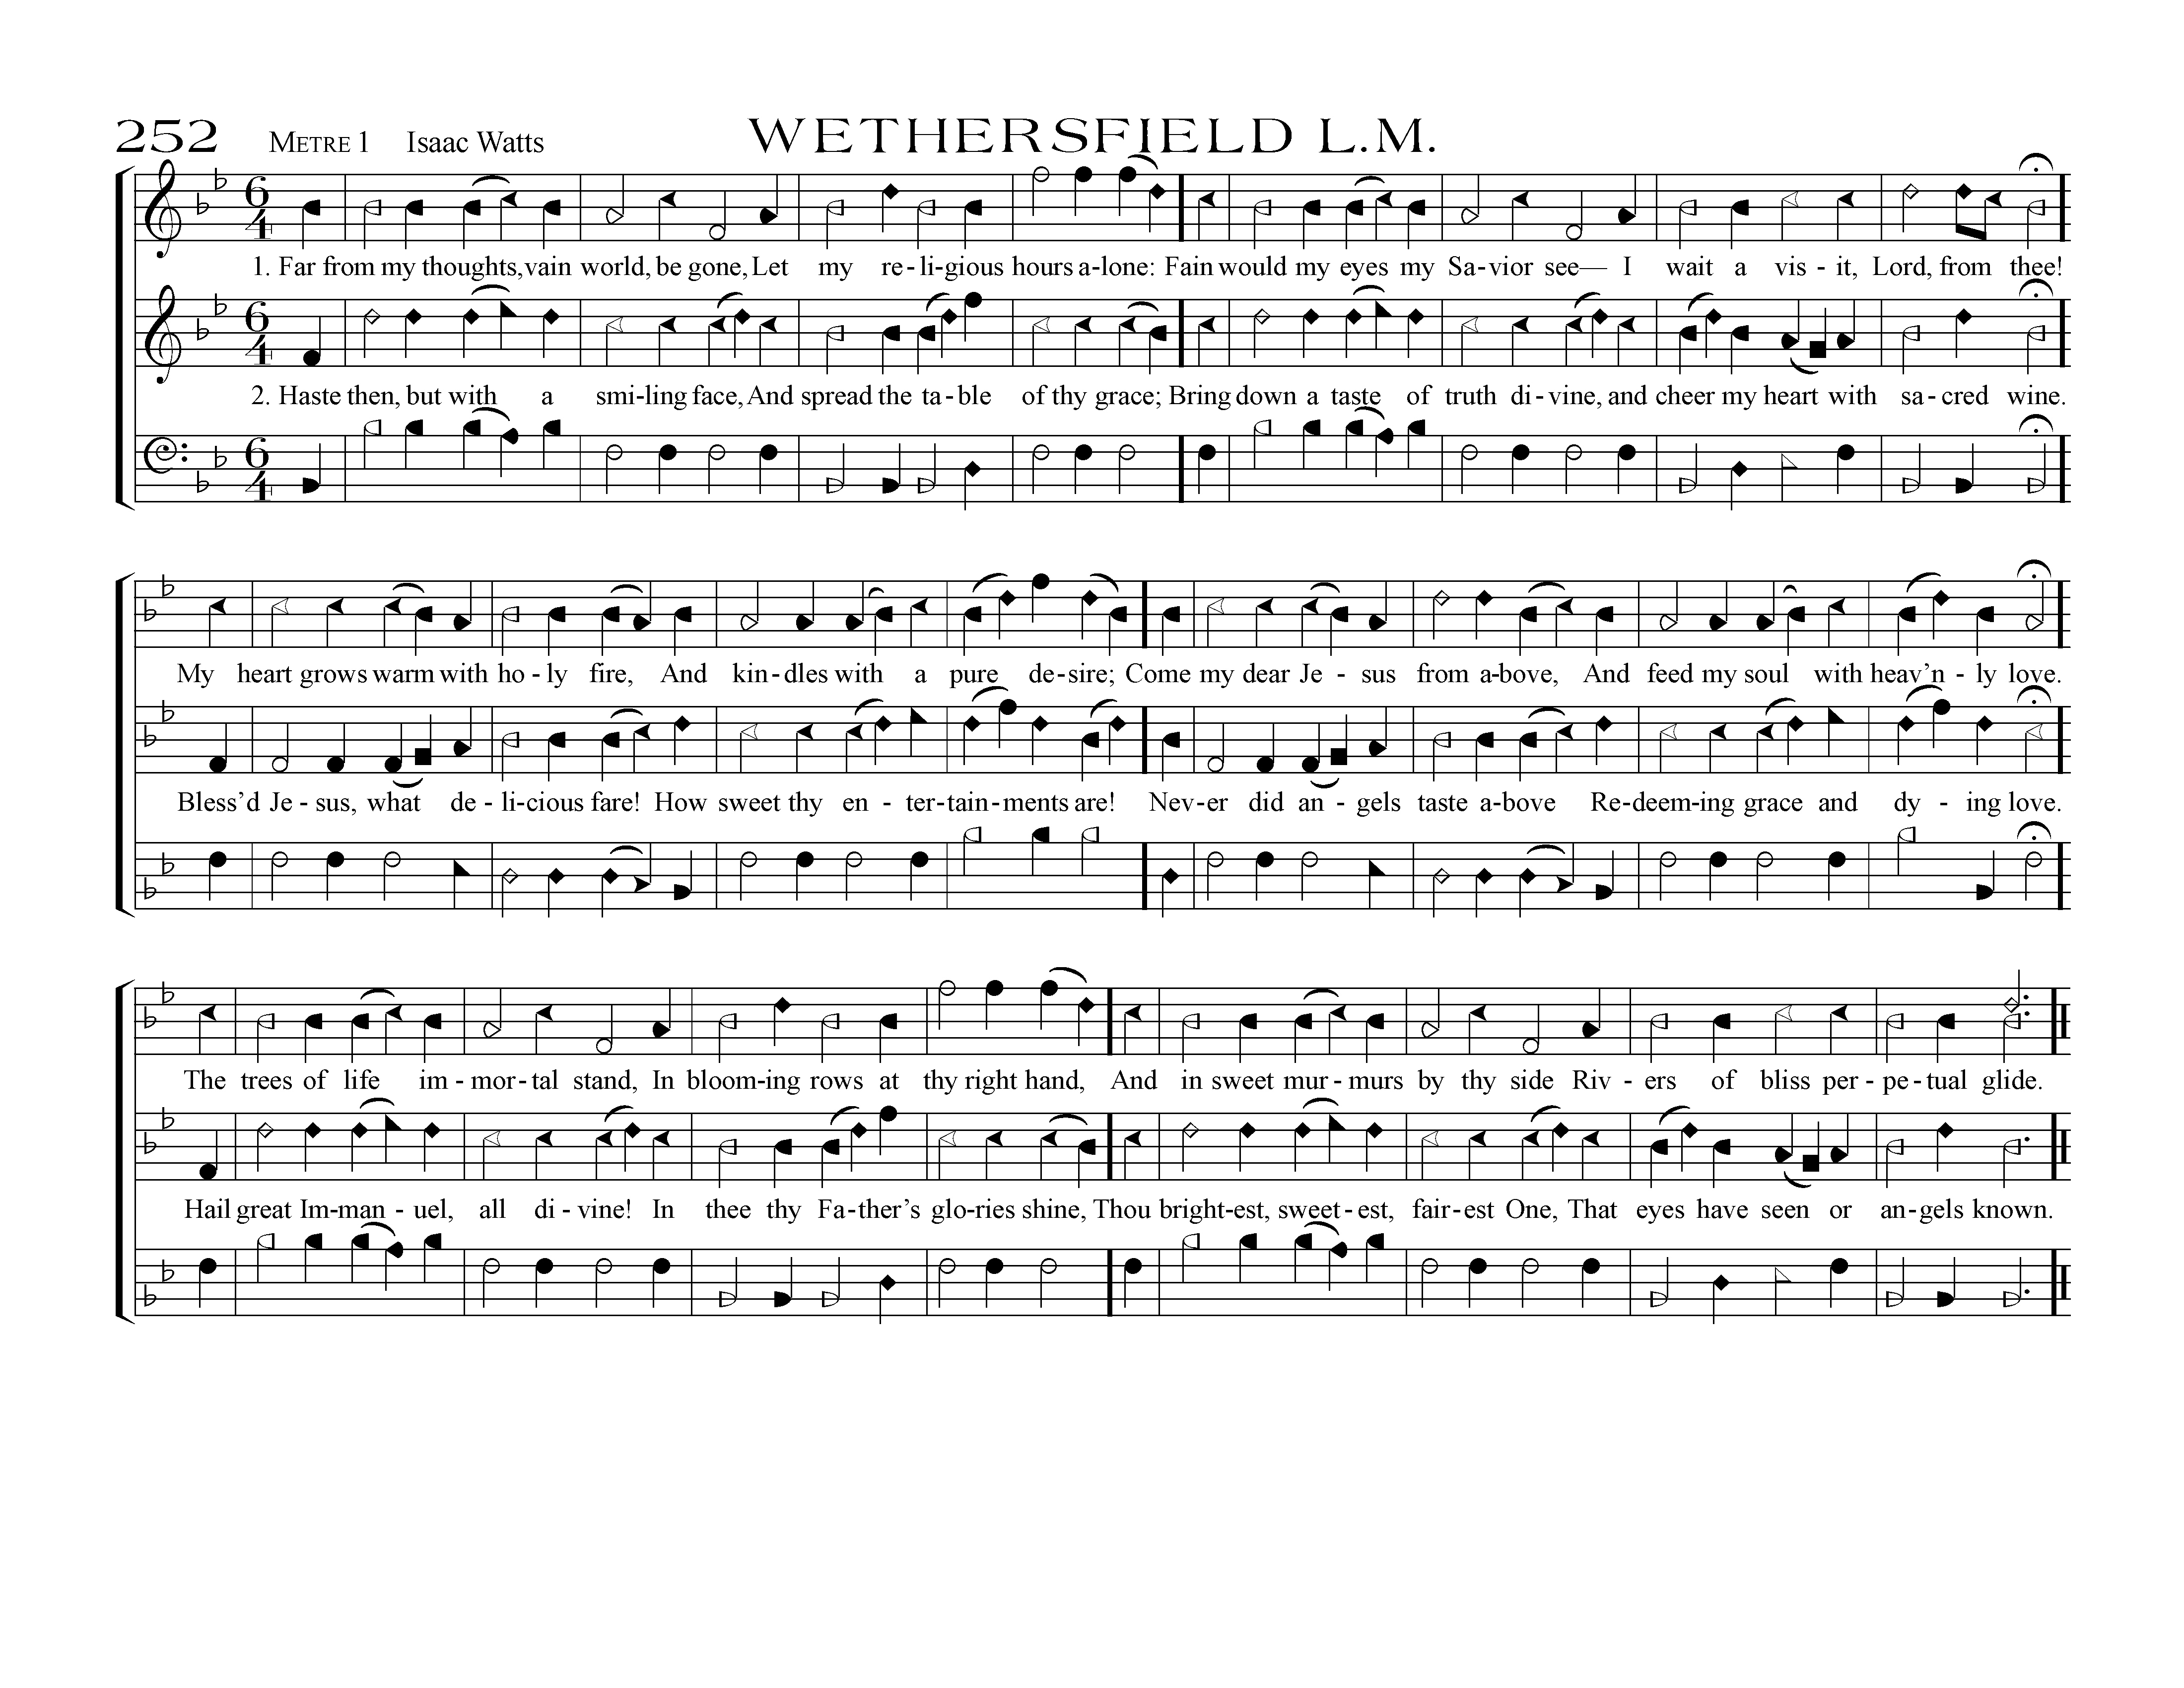 252 METRE 1 Isaac Watts WETHERSFIELD L.M.
1. Far from my thoughts, vain world, be gone, Let my re-li-gious hours a-lone: Fain would my eyes my Sa-vior see— I wait a vis-it, Lord, from thee!
2. Haste then, but with a smi-ling face, And spread the ta-ble of thy grace; Bring down a taste of truth di-vine, and cheer my heart with sa-cred wine.
My heart grows warm with ho-ly fire, And kin-dles with a pure de-sire; Come my dear Je-sus from a-bove, And feed my soul with heav’n-ly love.
Bless’d Je-sus, what de-li-cious fare! How sweet thy en-ter-tain-ments are! Nev-er did an-gels taste a-bove Re-deem-ing grace and dy-ing love.
The trees of life im-mor-tal stand, In bloom-ing rows at thy right hand, And in sweet mur-murs by thy side Riv-ers of bliss per-pe-tual glide.
Hail great Im-man-uel, all di-vine! In thee thy Fa-ther’s glo-ries shine, Thou bright-est, sweet-est, fair-est One, That eyes have seen or an-gels known.